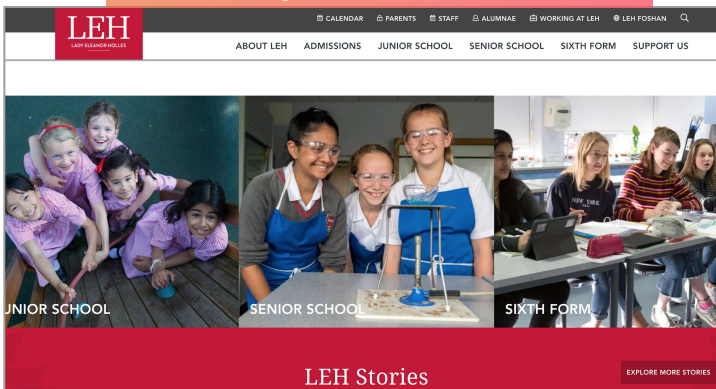 LEH
LADY ELEANOR HOLLES
CALENDAR PARENTS STAFF ALUMNAE WORKING AT LEH LEH FOSHAN
ABOUT LEH ADMISSIONS JUNIOR SCHOOL SENIOR SCHOOL SIXTH FORM SUPPORT US
NEW YORK
UNIOR SCHOOL SENIOR SCHOOL SIXTH FORM
LEH Stories
EXPLORE MORE STORIES